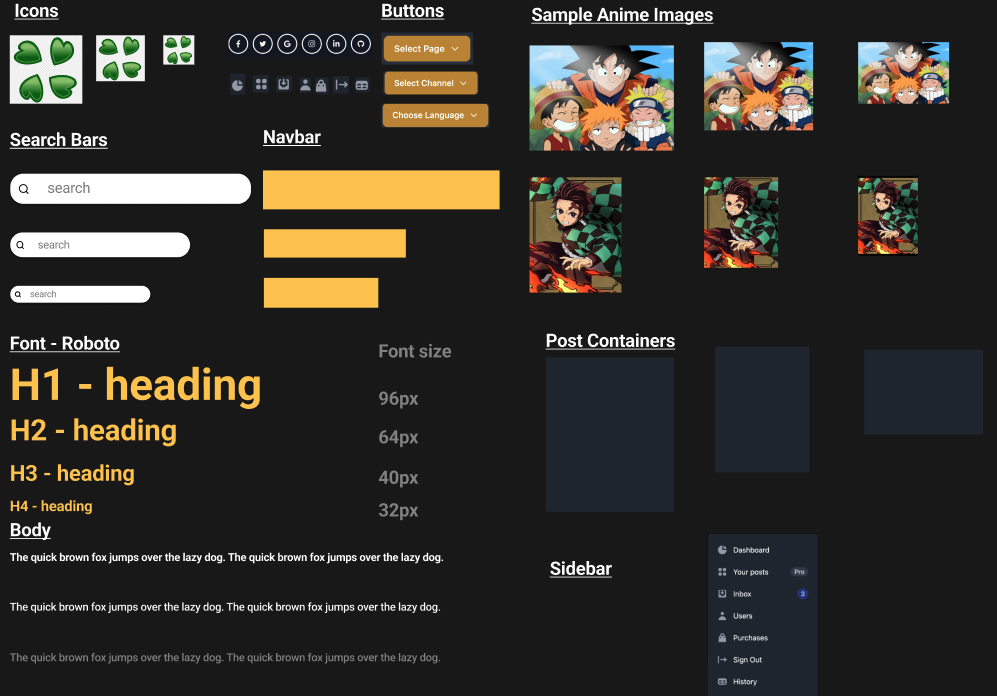 Icons
Buttons
Sample Anime Images
Select Page
Select Channel
Choose Language
Search Bars
Navbar
search
search
search
Font - Roboto
Font size
H1 - heading
96px
H2 - heading
64px
H3 - heading
40px
H4 - heading
32px
Body
The quick brown fox jumps over the lazy dog. The quick brown fox jumps over the lazy dog.
The quick brown fox jumps over the lazy dog. The quick brown fox jumps over the lazy dog.
The quick brown fox jumps over the lazy dog. The quick brown fox jumps over the lazy dog.
Post Containers
Sidebar
Dashboard
Your posts Pro
Inbox 3
Users
Purchases
Sign Out
History